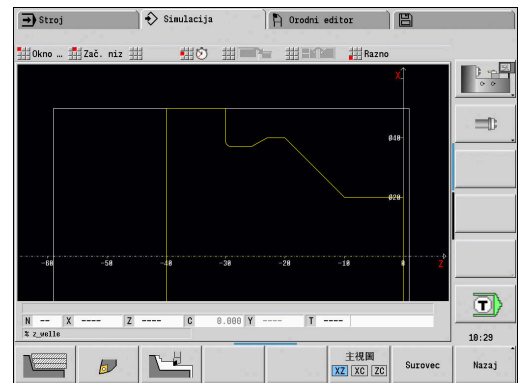 Stroj
Simulacija
Orodni editor
Okno …
Zač. niz
Razno
X
ø40
ø20
-60 -50 -40 -30 -20 -10 0 Z
N -- X ---- Z ---- C 0.000 Y ---- T ----
% z_welle
18:29
主視圖
XZ XC ZC
Surovec
Nazaj
T